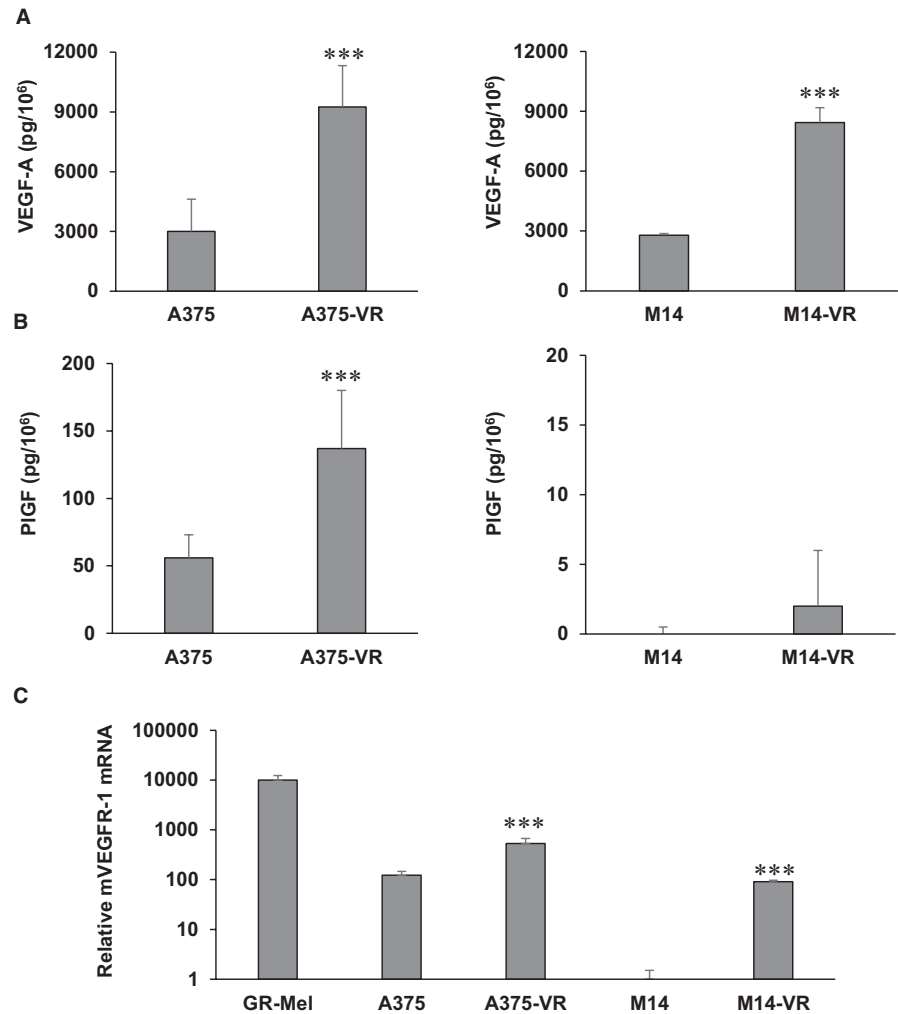 A
12000
9000
6000
3000
0
VEGF-A (pg/10⁶)
***
A375
A375-VR
12000
9000
6000
3000
0
VEGF-A (pg/10⁶)
***
M14
M14-VR
B
200
150
100
50
0
PlGF (pg/10⁶)
***
A375
A375-VR
20
15
10
5
0
PlGF (pg/10⁶)
M14
M14-VR
C
100000
10000
1000
100
10
1
Relative mVEGFR-1 mRNA
***
***
GR-Mel
A375
A375-VR
M14
M14-VR